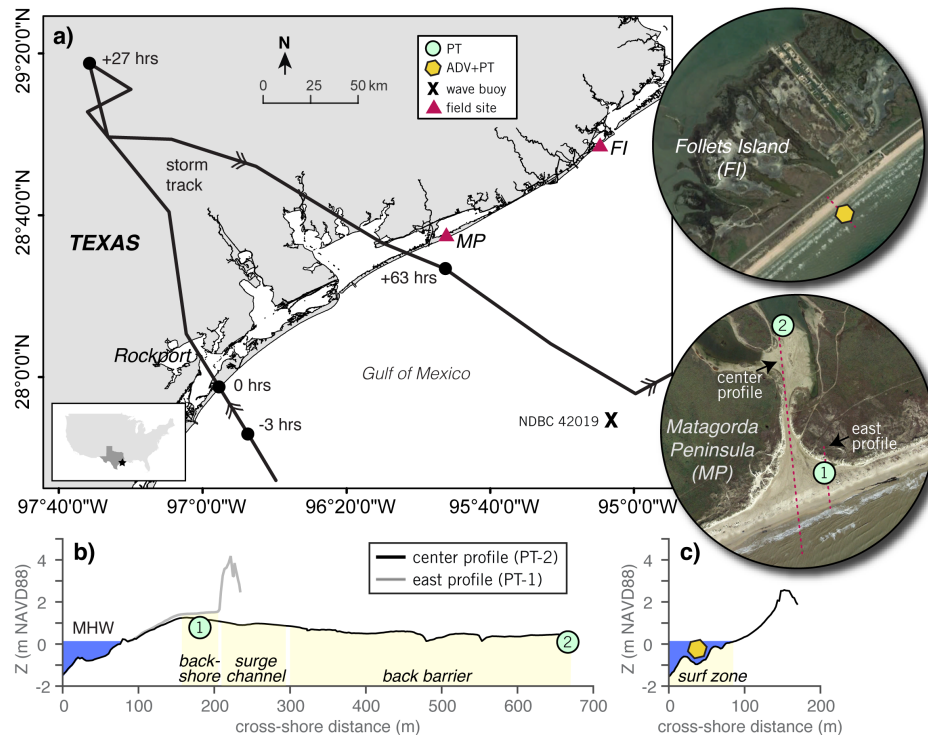 a)
+27 hrs
N
0 25 50 km
PT
ADV+PT
X wave buoy
field site
storm
track
TEXAS
FI
MP
+63 hrs
Rockport
0 hrs
-3 hrs
Gulf of Mexico
NDBC 42019 X
29°20'0"N
28°40'0"N
28°0'0"N
97°40'0"W 97°0'0"W 96°20'0"W 95°40'0"W 95°0'0"W
Follets Island
(FI)
2
center
profile
Matagorda
Peninsula
(MP)
east
profile
1
b)
center profile (PT-2)
east profile (PT-1)
Z (m NAVD88)
4
2
0
-2
MHW
1
2
back-
shore
surge
channel
back barrier
0 100 200 300 400 500 600 700
cross-shore distance (m)
c)
Z (m NAVD88)
4
2
0
-2
surf zone
0 200
cross-shore distance (m)